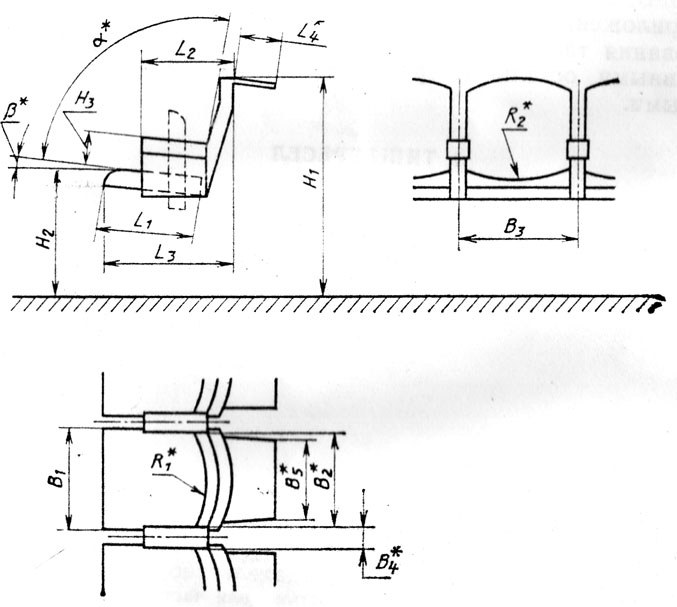 α*
L2
L4*
β*
H3
H1
H2
L1
L3
R2*
B3
B1
R1*
B5*
B2*
B4*